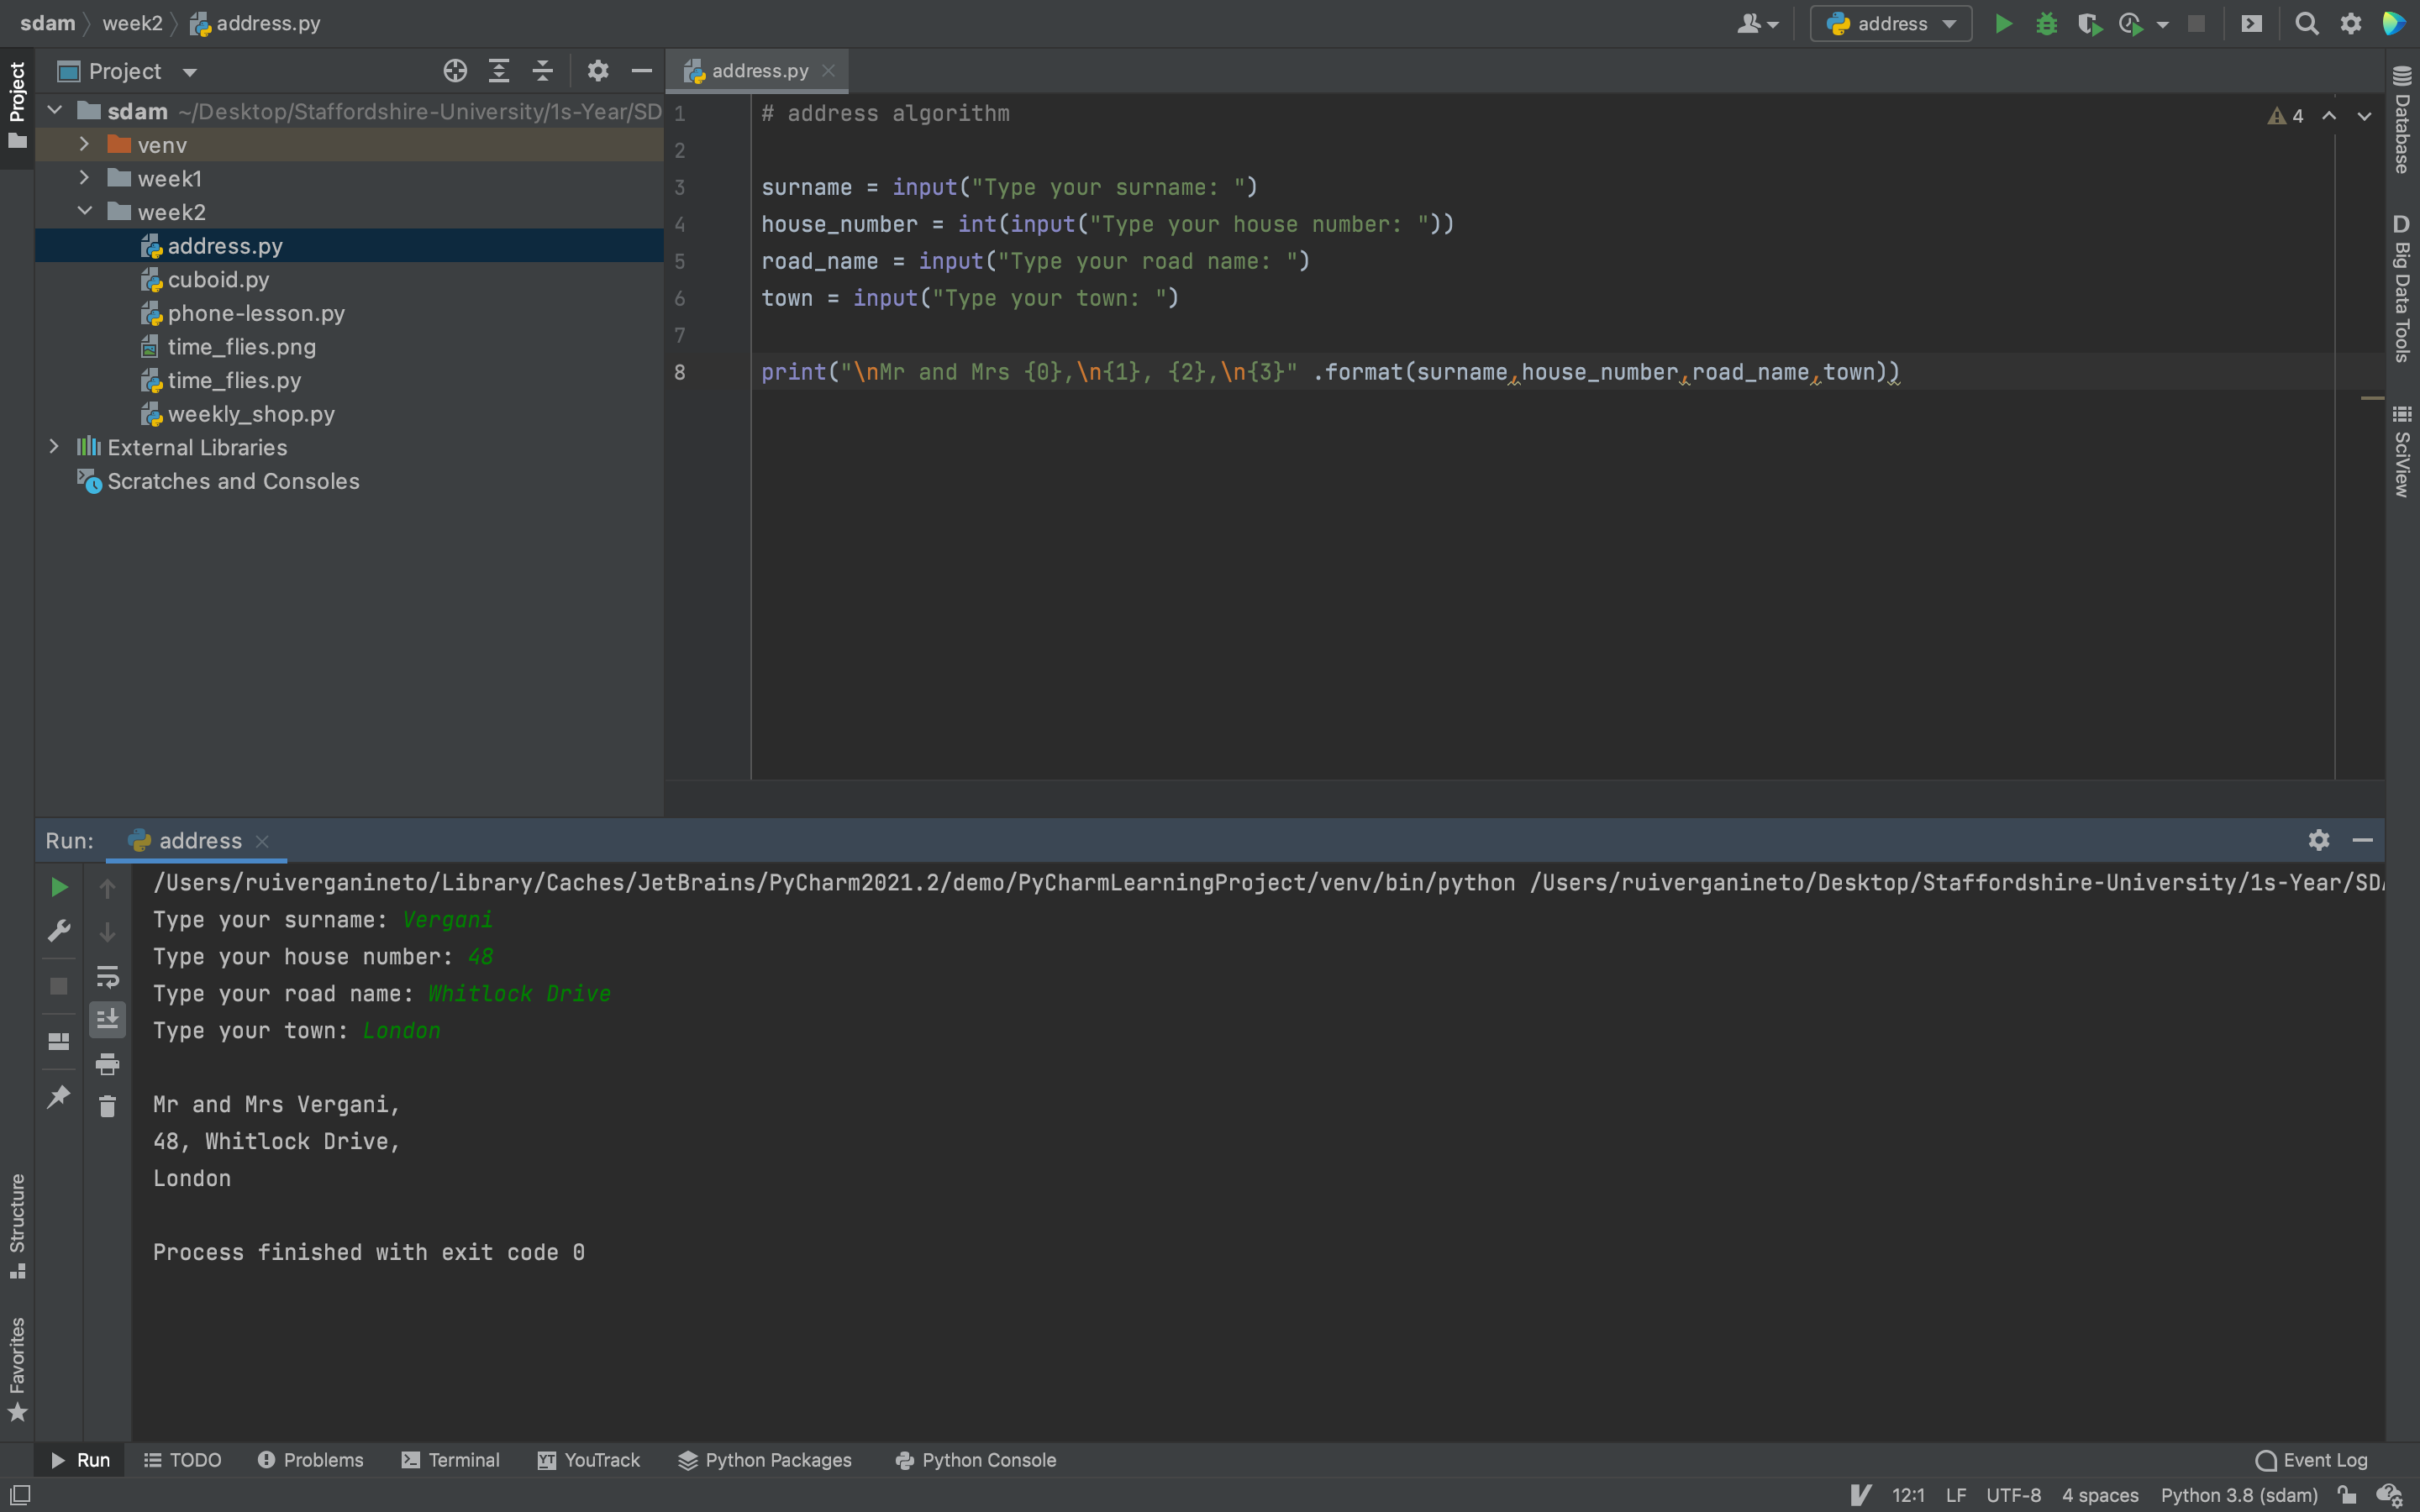 sdam week2 address.py
address
Project
address.py
sdam ~/Desktop/Staffordshire-University/1s-Year/SD
venv
week1
week2
address.py
cuboid.py
phone-lesson.py
time_flies.png
time_flies.py
weekly_shop.py
External Libraries
Scratches and Consoles
1 # address algorithm
2
3 surname = input("Type your surname: ")
4 house_number = int(input("Type your house number: "))
5 road_name = input("Type your road name: ")
6 town = input("Type your town: ")
7
8 print("\nMr and Mrs {0},\n{1}, {2},\n{3}" .format(surname,house_number,road_name,town))
4
Project
Structure
Favorites
Database
D Big Data Tools
SciView
Run: address
/Users/ruiverganineto/Library/Caches/JetBrains/PyCharm2021.2/demo/PyCharmLearningProject/venv/bin/python /Users/ruiverganineto/Desktop/Staffordshire-University/1s-Year/SDA
Type your surname: Vergani
Type your house number: 48
Type your road name: Whitlock Drive
Type your town: London
Mr and Mrs Vergani,
48, Whitlock Drive,
London
Process finished with exit code 0
Run TODO Problems Terminal YT YouTrack Python Packages Python Console Event Log
12:1 LF UTF-8 4 spaces Python 3.8 (sdam)